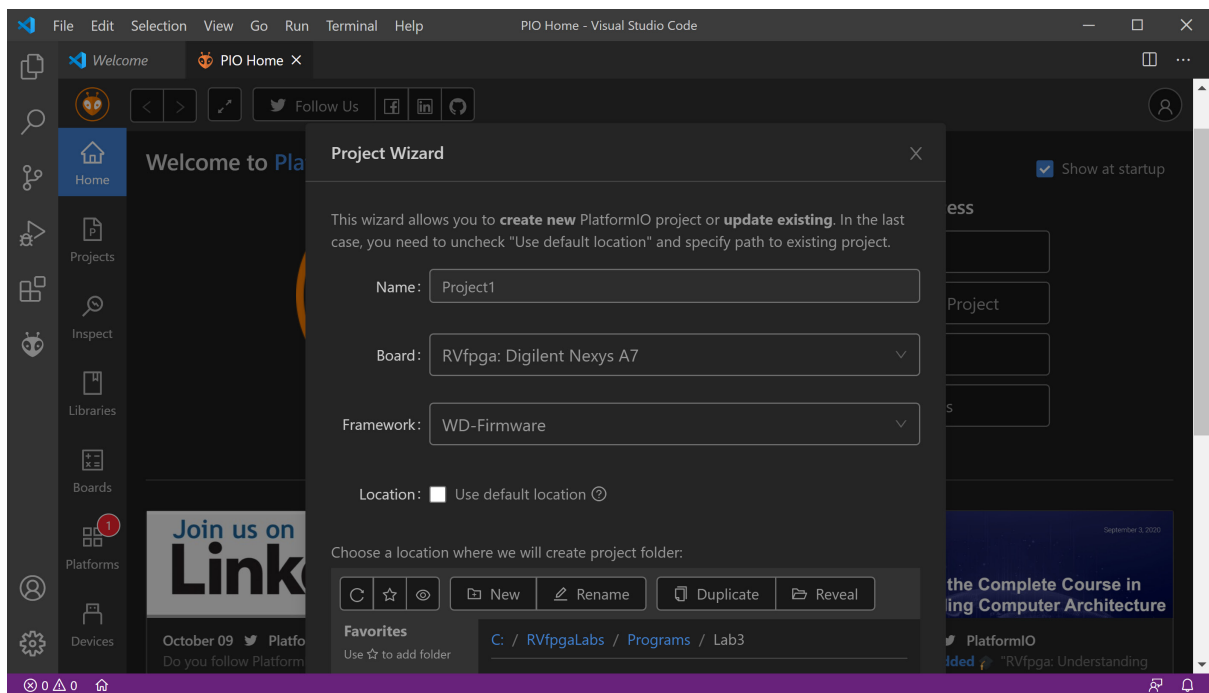 File Edit Selection View Go Run Terminal Help PIO Home - Visual Studio Code
Welcome PIO Home
Follow Us
Home
Projects
Inspect
Libraries
Boards
1
Platforms
Devices
Welcome to Pla
Show at startup
ess
Project
s
Project Wizard
This wizard allows you to create new PlatformIO project or update existing. In the last
case, you need to uncheck "Use default location" and specify path to existing project.
Name: Project1
Board: RVfpga: Digilent Nexys A7
Framework: WD-Firmware
Location: Use default location
Choose a location where we will create project folder:
New Rename Duplicate Reveal
Favorites
Use ☆ to add folder
C: / RVfpgaLabs / Programs / Lab3
Join us on
Link
October 09 Platfo
Do you follow Platform
September 3, 2020
the Complete Course in
ing Computer Architecture
PlatformIO
dded "RVfpga: Understanding
0 0